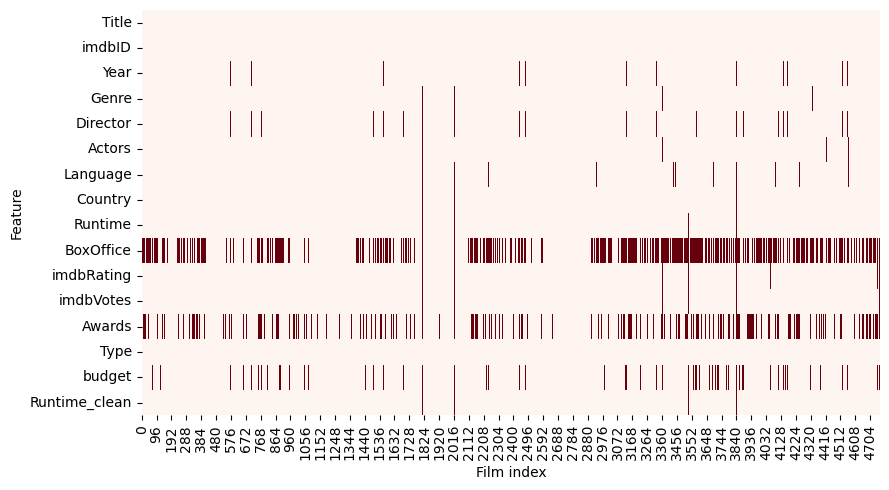 Feature
Title
imdbID
Year
Genre
Director
Actors
Language
Country
Runtime
BoxOffice
imdbRating
imdbVotes
Awards
Type
budget
Runtime_clean
0 96 192 288 384 480 576 672 768 864 960 1056 1152 1248 1344 1440 1536 1632 1728 1824 1920 2016 2112 2208 2304 2400 2496 2592 2688 2784 2880 2976 3072 3168 3264 3360 3456 3552 3648 3744 3840 3936 4032 4128 4224 4320 4416 4512 4608 4704
Film index